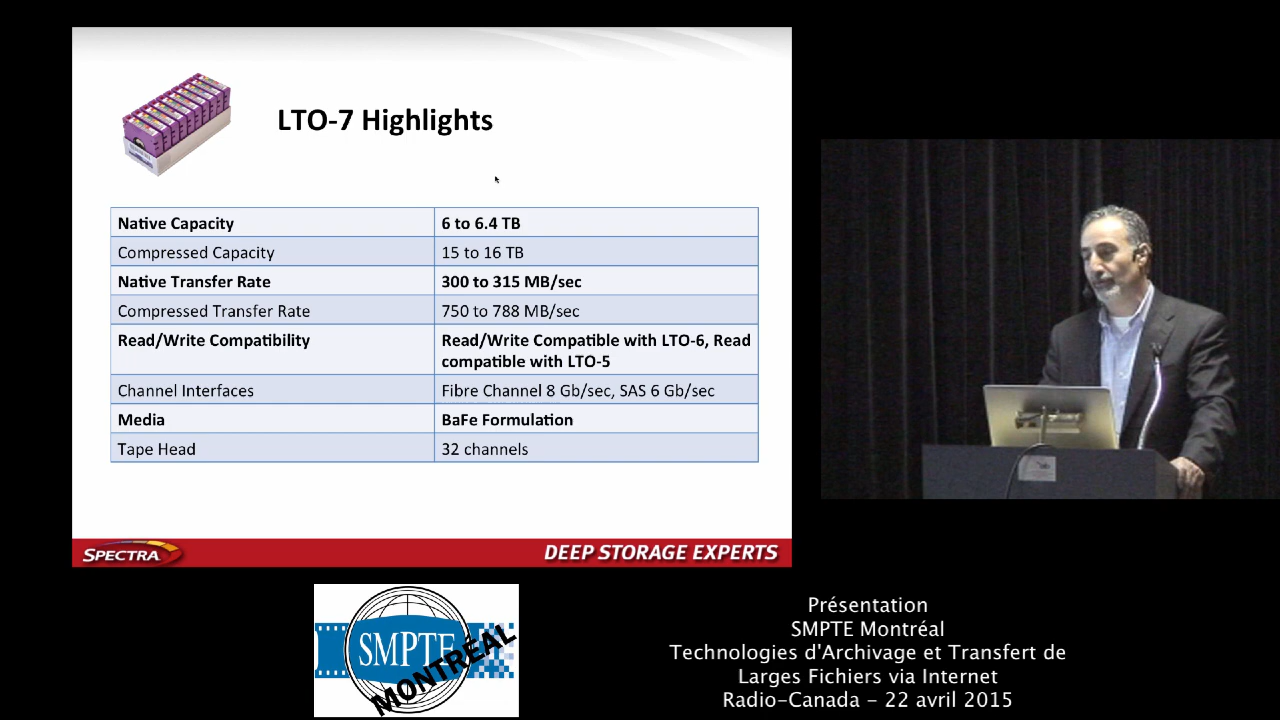 LTO-7 Highlights
Native Capacity 6 to 6.4 TB
Compressed Capacity 15 to 16 TB
Native Transfer Rate 300 to 315 MB/sec
Compressed Transfer Rate 750 to 788 MB/sec
Read/Write Compatibility Read/Write Compatible with LTO-6, Read
compatible with LTO-5
Channel Interfaces Fibre Channel 8 Gb/sec, SAS 6 Gb/sec
Media BaFe Formulation
Tape Head 32 channels
SPECTRA DEEP STORAGE EXPERTS
SMPTE
MONTRÉAL
Présentation
SMPTE Montréal
Technologies d'Archivage et Transfert de
Larges Fichiers via Internet
Radio-Canada - 22 avril 2015